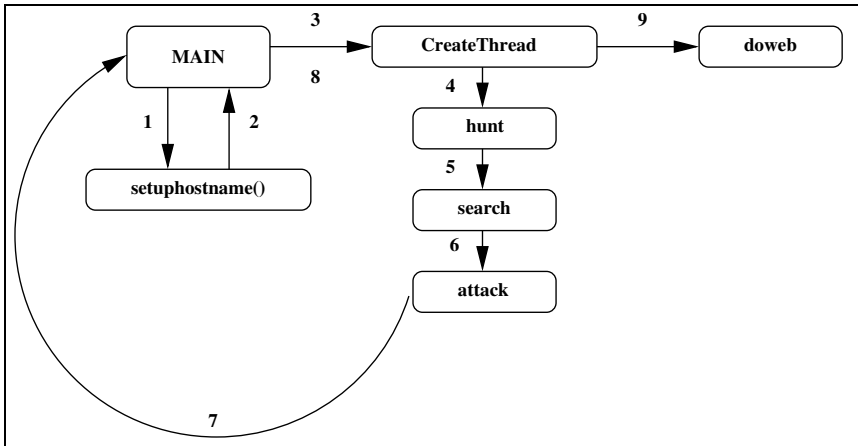 3
9
MAIN
CreateThread
doweb
8
4
1
2
hunt
5
setuphostname()
search
6
attack
7